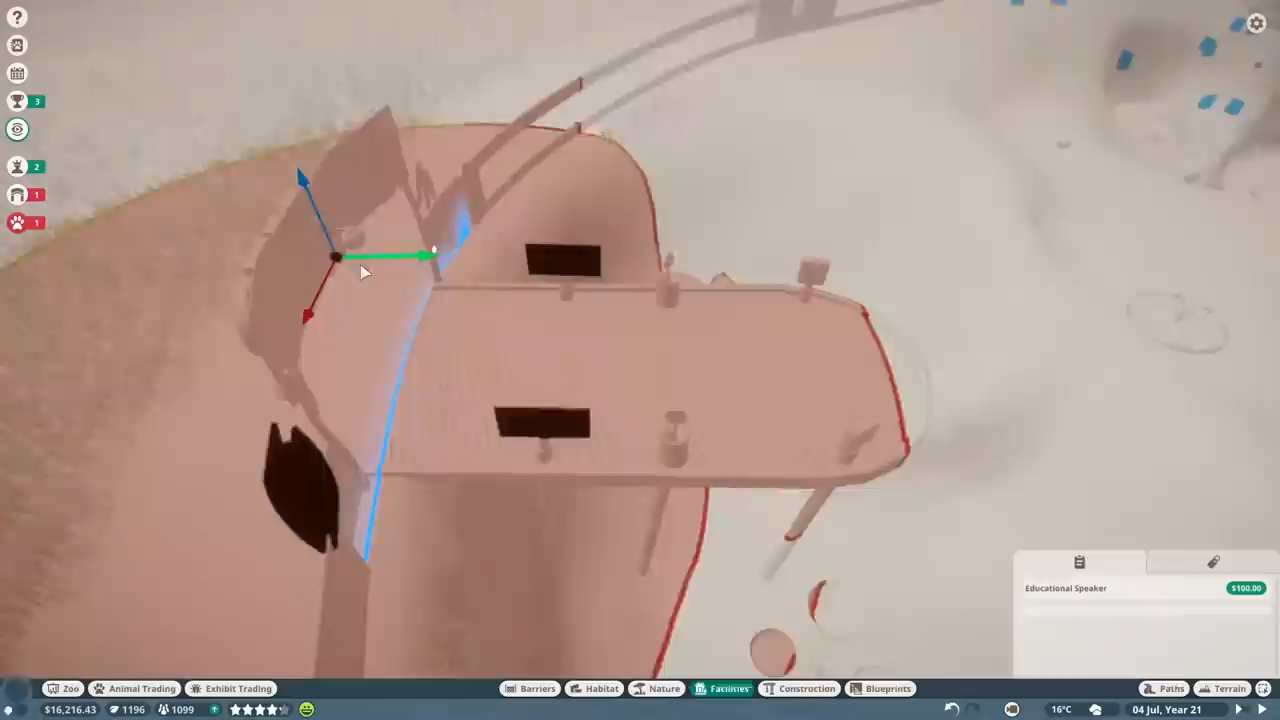 ?
3
2
1
1
Educational Speaker $100.00
Zoo Animal Trading Exhibit Trading Barriers Habitat Nature Facilities Construction Blueprints Paths Terrain
$16,216.43 1196 1099 16°C 04 Jul, Year 21